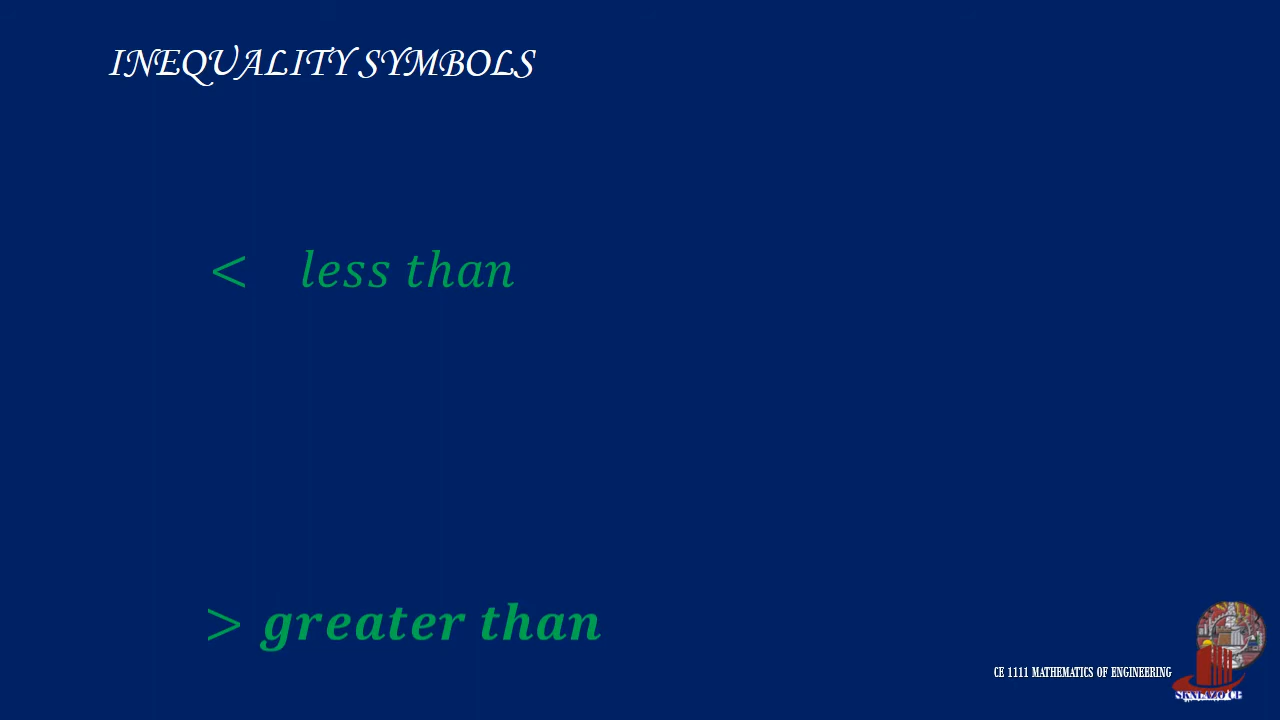 INEQUALITY SYMBOLS
< less than
> greater than
CE 1111 MATHEMATICS OF ENGINEERING